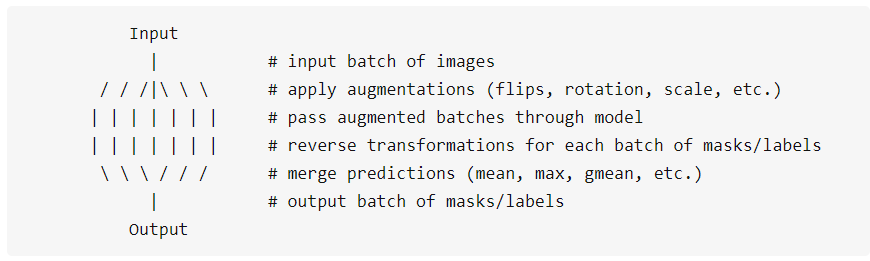 Input
| # input batch of images
/ / /|\ \ \ # apply augmentations (flips, rotation, scale, etc.)
| | | | | | | # pass augmented batches through model
| | | | | | | # reverse transformations for each batch of masks/labels
\ \ \ / / / # merge predictions (mean, max, gmean, etc.)
| # output batch of masks/labels
Output